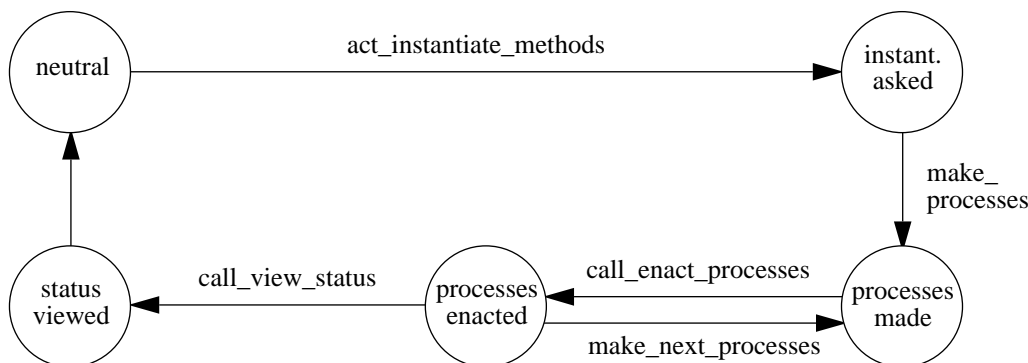 act_instantiate_methods
neutral
instant.
asked
make_
processes
call_enact_processes
call_view_status
status
viewed
processes
enacted
processes
made
make_next_processes